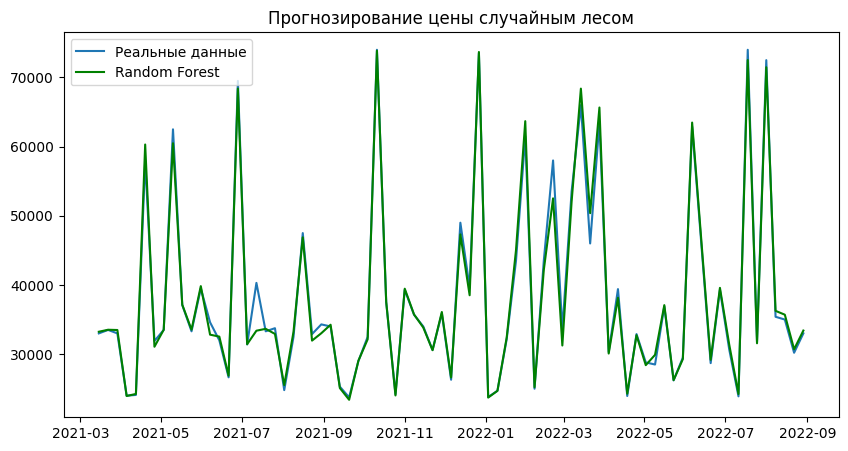 Прогнозирование цены случайным лесом
Реальные данные
Random Forest
70000
60000
50000
40000
30000
2021-03 2021-05 2021-07 2021-09 2021-11 2022-01 2022-03 2022-05 2022-07 2022-09